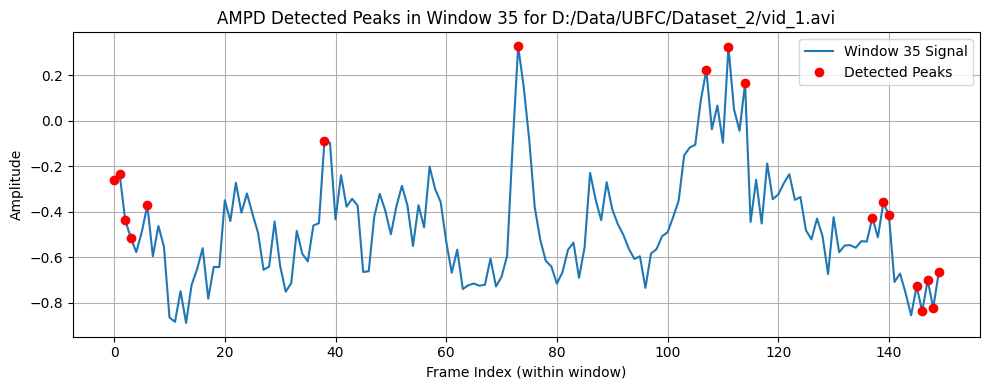 AMPD Detected Peaks in Window 35 for D:/Data/UBFC/Dataset_2/vid_1.avi
Window 35 Signal
Detected Peaks
Amplitude
0.2
0.0
−0.2
−0.4
−0.6
−0.8
0 20 40 60 80 100 120 140
Frame Index (within window)